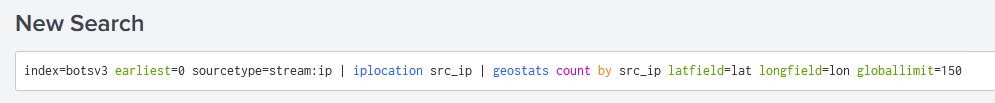 New Search
index=botsv3 earliest=0 sourcetype=stream:ip | iplocation src_ip | geostats count by src_ip latfield=lat longfield=lon globallimit=150